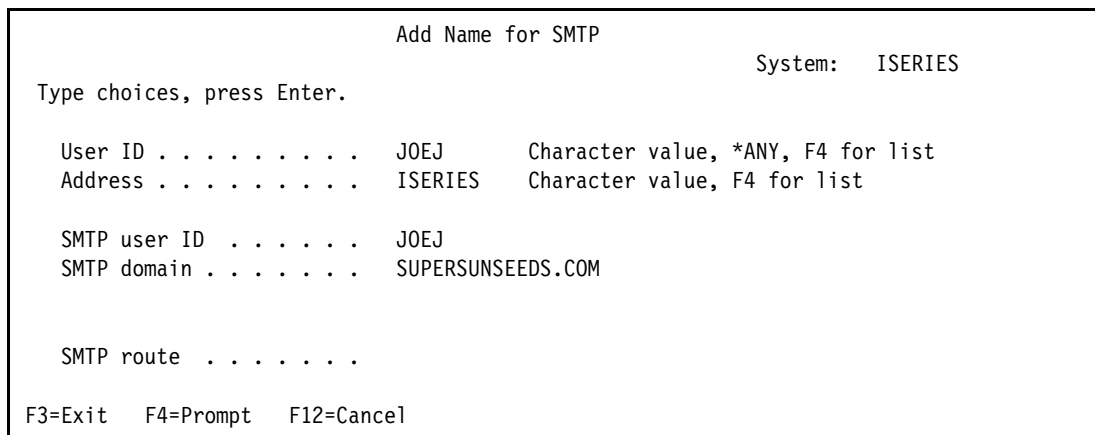 Add Name for SMTP
System: ISERIES
Type choices, press Enter.
User ID . . . . . . . . . JOEJ Character value, *ANY, F4 for list
Address . . . . . . . . . ISERIES Character value, F4 for list
SMTP user ID . . . . . . JOEJ
SMTP domain . . . . . . . SUPERSUNSEEDS.COM
SMTP route . . . . . . .
F3=Exit F4=Prompt F12=Cancel